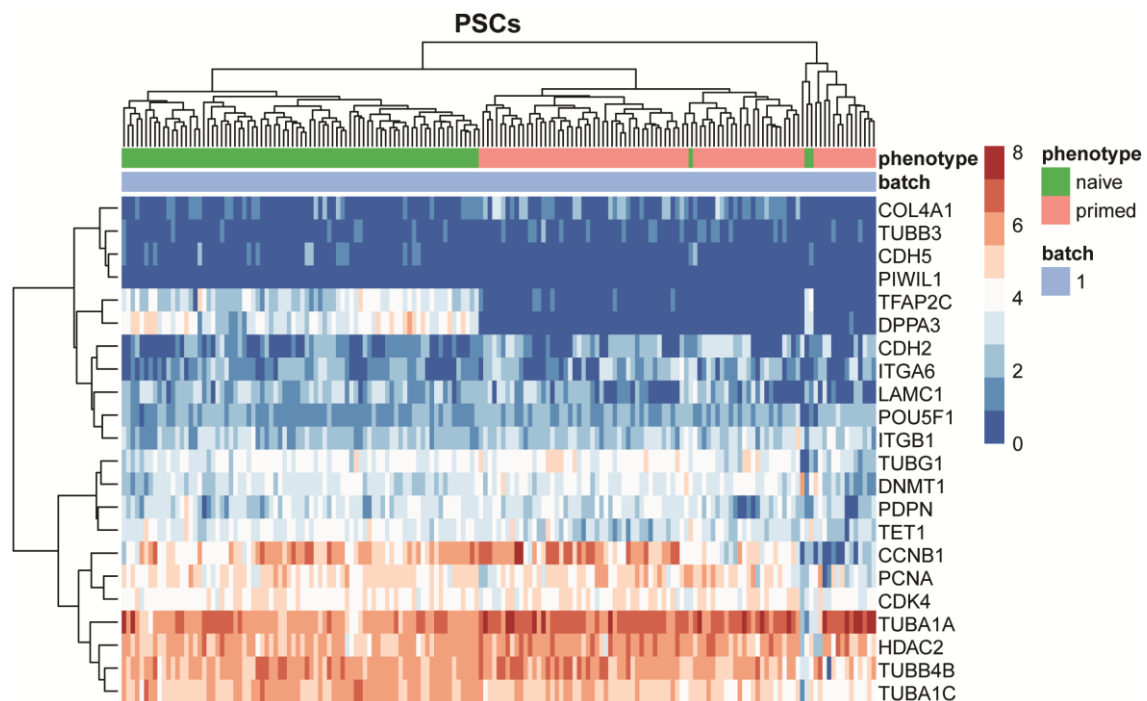 PSCs
phenotype
batch
COL4A1
TUBB3
CDH5
PIWIL1
TFAP2C
DPPA3
CDH2
ITGA6
LAMC1
POU5F1
ITGB1
TUBG1
DNMT1
PDPN
TET1
CCNB1
PCNA
CDK4
TUBA1A
HDAC2
TUBB4B
TUBA1C
8
6
4
2
0
phenotype
naive
primed
batch
1